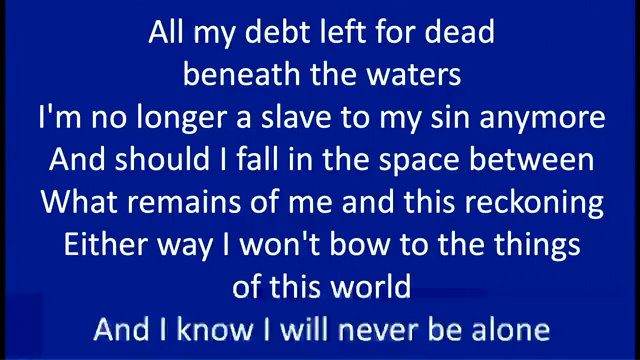 All my debt left for dead
beneath the waters
I'm no longer a slave to my sin anymore
And should I fall in the space between
What remains of me and this reckoning
Either way I won't bow to the things
of this world
And I know I will never be alone